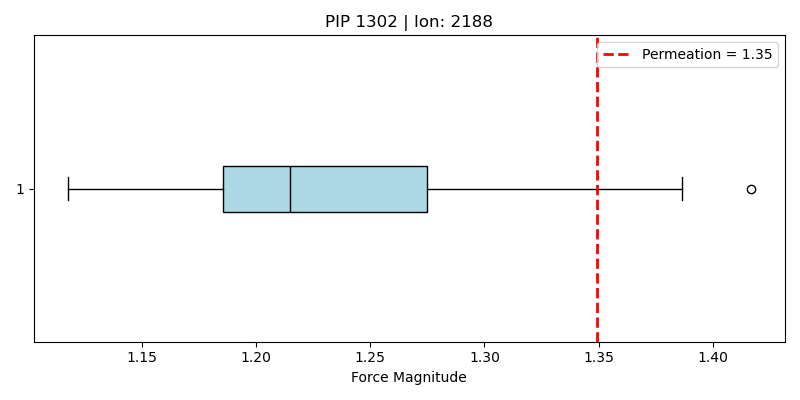 PIP 1302 | Ion: 2188
Permeation = 1.35
1
1.15 1.20 1.25 1.30 1.35 1.40
Force Magnitude